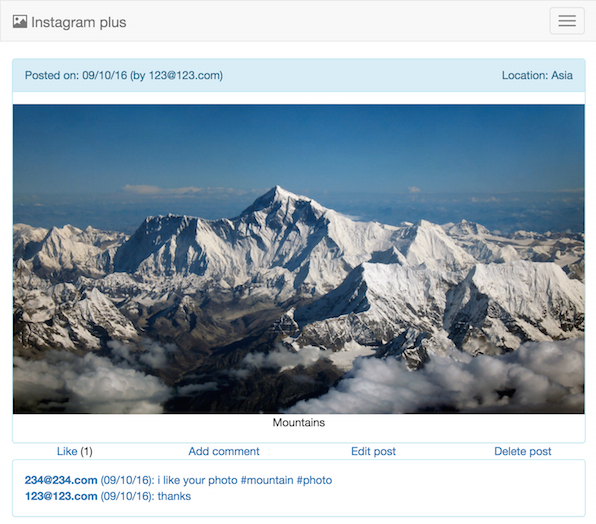 Instagram plus
Posted on: 09/10/16 (by 123@123.com) Location: Asia
Mountains
Like (1) Add comment Edit post Delete post
234@234.com (09/10/16): i like your photo #mountain #photo
123@123.com (09/10/16): thanks